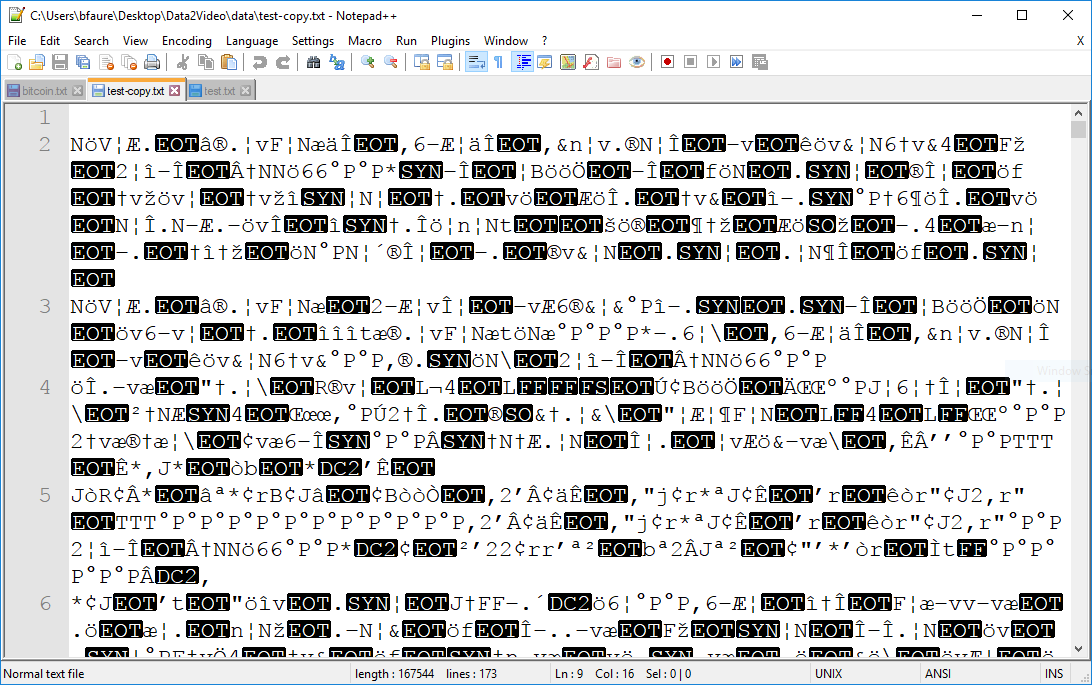 C:\Users\bfaure\Desktop\Data2Video\data\test-copy.txt - Notepad++
File Edit Search View Encoding Language Settings Macro Run Plugins Window ? X
bitcoin.txt test-copy.txt test.txt
1
2 NöV¦Æ.EOTâ®.¦vF¦NæäÎEOT,6–Æ¦äÎEOT,&n¦v.®N¦ÎEOT–vEOTêöv&¦N6†v&4EOTFž
EOT2¦î–ÎEOTÂ†NNö66°P°P*SYN–ÎEOT¦BööÖEOT–ÎEOTföNEOT.SYN¦EOT®Î¦EOTöf
EOT†vžöv¦EOT†vžîSYN¦N¦EOT†.EOTvöEOTÆöÎ.EOT†v&EOTî–.SYN°P†6¶öÎ.EOTvö
EOTN¦Î.N–Æ.–övÎEOTîSYN†.Îö¦n¦NtEOTEOTšö®EOT¶†žEOTÆöSOžEOT–.4EOTæ–n¦
EOT–.EOT†î†žEOTöN°PN¦´®Î¦EOT–.EOT®v&¦NEOT.SYN¦EOT.¦N¶ÎEOTöfEOT.SYN¦
EOT
3 NöV¦Æ.EOTâ®.¦vF¦NæEOT2–Æ¦vÎ¦EOT–vÆ6®&¦&°Pî–.SYNEOT.SYN–ÎEOT¦BööÖEOTöN
EOTöv6–v¦EOT†.EOTîîîtæ®.¦vF¦NætöNæ°P°P°P*–.6¦\EOT,6–Æ¦äÎEOT,&n¦v.®N¦Î
EOT–vEOTêöv&¦N6†v&°P°P,®.SYNöN\EOT2¦î–ÎEOTÂ†NNö66°P°P
4 öÎ.–væEOT"†.¦\EOTR®v¦EOTL¬4EOTLFFFFFSEOTÚ¢BööÖEOTÄŒŒº°PJ¦6¦†Î¦EOT"†.¦
\EOT²†NÆSYN4EOTŒœœ,°PÚ2†Î.EOT®SO&†.¦&\EOT"¦Æ¦¶F¦NEOTLFF4EOTLFFŒŒº°P°P
2†væ®†æ¦\EOT¢væ6–ÎSYN°P°PÂSYN†N†Æ.¦NEOTÎ¦.EOT¦vÆö&–væ\EOT,ÊÂ’’°P°PTTT
EOTÊ*,J*EOTòbEOT*DC2’ÊEOT
5 JòR¢Â*EOTâª*¢rB¢JâEOT¢BòòÒEOT,2’Â¢äÊEOT,"j¢r*ªJ¢ÊEOT’rEOTêòr"¢J2,r"
EOTTTT°P°P°P°P°P°P°P°P°P°P°P,2’Â¢äÊEOT,"j¢r*ªJ¢ÊEOT’rEOTêòr"¢J2,r"°P°P
2¦î–ÎEOTÂ†NNö66°P°P*DC2¢EOT²’22¢rr’ª²EOTbª2ÂJª²EOT¢"’*’òrEOTÌtFF°P°P°
P°P°PÂDC2,
6 *¢JEOT’tEOT"öîvEOT.SYN¦EOTJ†FF–.´DC2ö6¦°P°P,6–Æ¦EOTî†ÎEOTF¦æ–vv–væEOT
.öEOTæ¦.EOTn¦NžEOT.–N¦&EOTöfEOTÎ–..–væEOTFžEOTSYN¦NEOTÎ–Î.¦NEOTövEOT
Normal text file length : 167544 lines : 173 Ln : 9 Col : 16 Sel : 0 | 0 UNIX ANSI INS